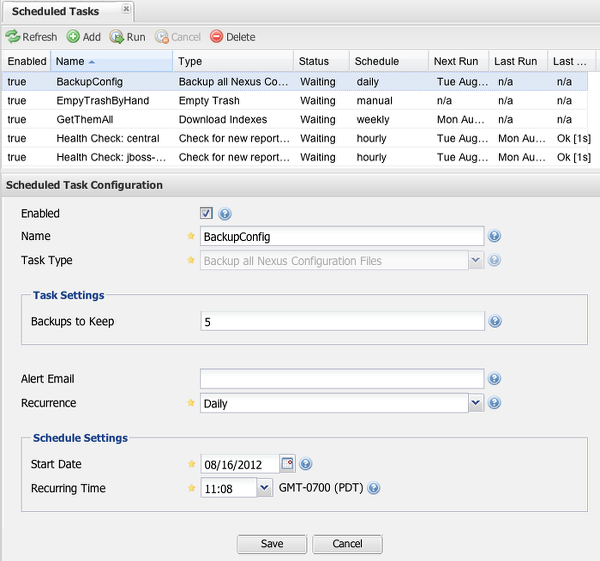 Scheduled Tasks
Refresh Add Run Cancel Delete
Enabled Name Type Status Schedule Next Run Last Run Last ...
true BackupConfig Backup all Nexus Co... Waiting daily Tue Aug... n/a n/a
true EmpyTrashByHand Empty Trash Waiting manual n/a n/a n/a
true GetThemAll Download Indexes Waiting weekly Mon Au... n/a n/a
true Health Check: central Check for new report... Waiting hourly Tue Aug... Mon Au... Ok [1s]
true Health Check: jboss-... Check for new report... Waiting hourly Tue Aug... Mon Au... Ok [1s]
Scheduled Task Configuration
Enabled
Name BackupConfig
Task Type Backup all Nexus Configuration Files
Task Settings
Backups to Keep 5
Alert Email
Recurrence Daily
Schedule Settings
Start Date 08/16/2012
Recurring Time 11:08 GMT-0700 (PDT)
Save Cancel